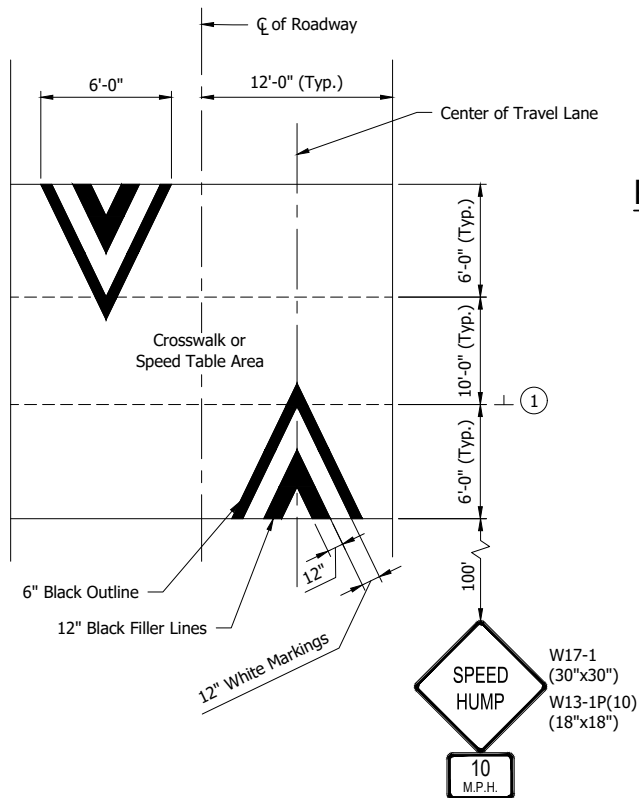 ℄ of Roadway
6'-0"
12'-0" (Typ.)
Center of Travel Lane
6'-0" (Typ.)
Crosswalk or
Speed Table Area
10'-0" (Typ.)
1
6'-0" (Typ.)
12"
6" Black Outline
12" Black Filler Lines
12" White Markings
100'
SPEED
HUMP
W17-1
(30"x30")
W13-1P(10)
(18"x18")
10
M.P.H.